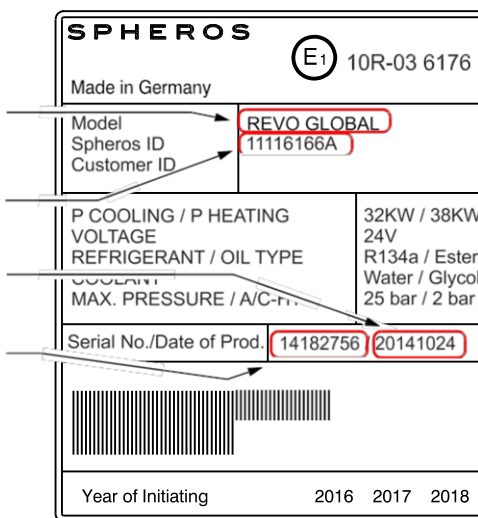 SPHEROS
E1 10R-03 6176
Made in Germany
Model REVO GLOBAL
Spheros ID 11116166A
Customer ID
P COOLING / P HEATING 32KW / 38KW
VOLTAGE 24V
REFRIGERANT / OIL TYPE R134a / Ester
COOLANT Water / Glycol
MAX. PRESSURE / A/C-H 25 bar / 2 bar
Serial No./Date of Prod. 14182756 / 20141024
Year of Initiating 2016 2017 2018